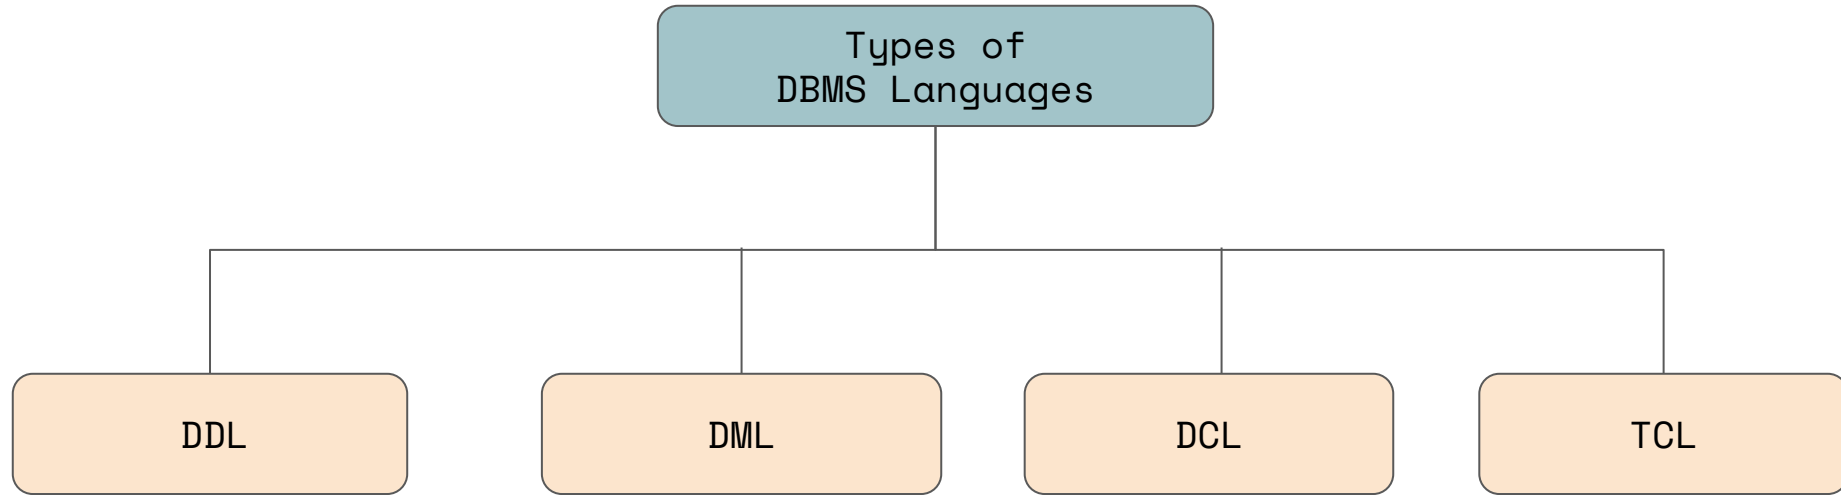 Types of
DBMS Languages
DDL
DML
DCL
TCL